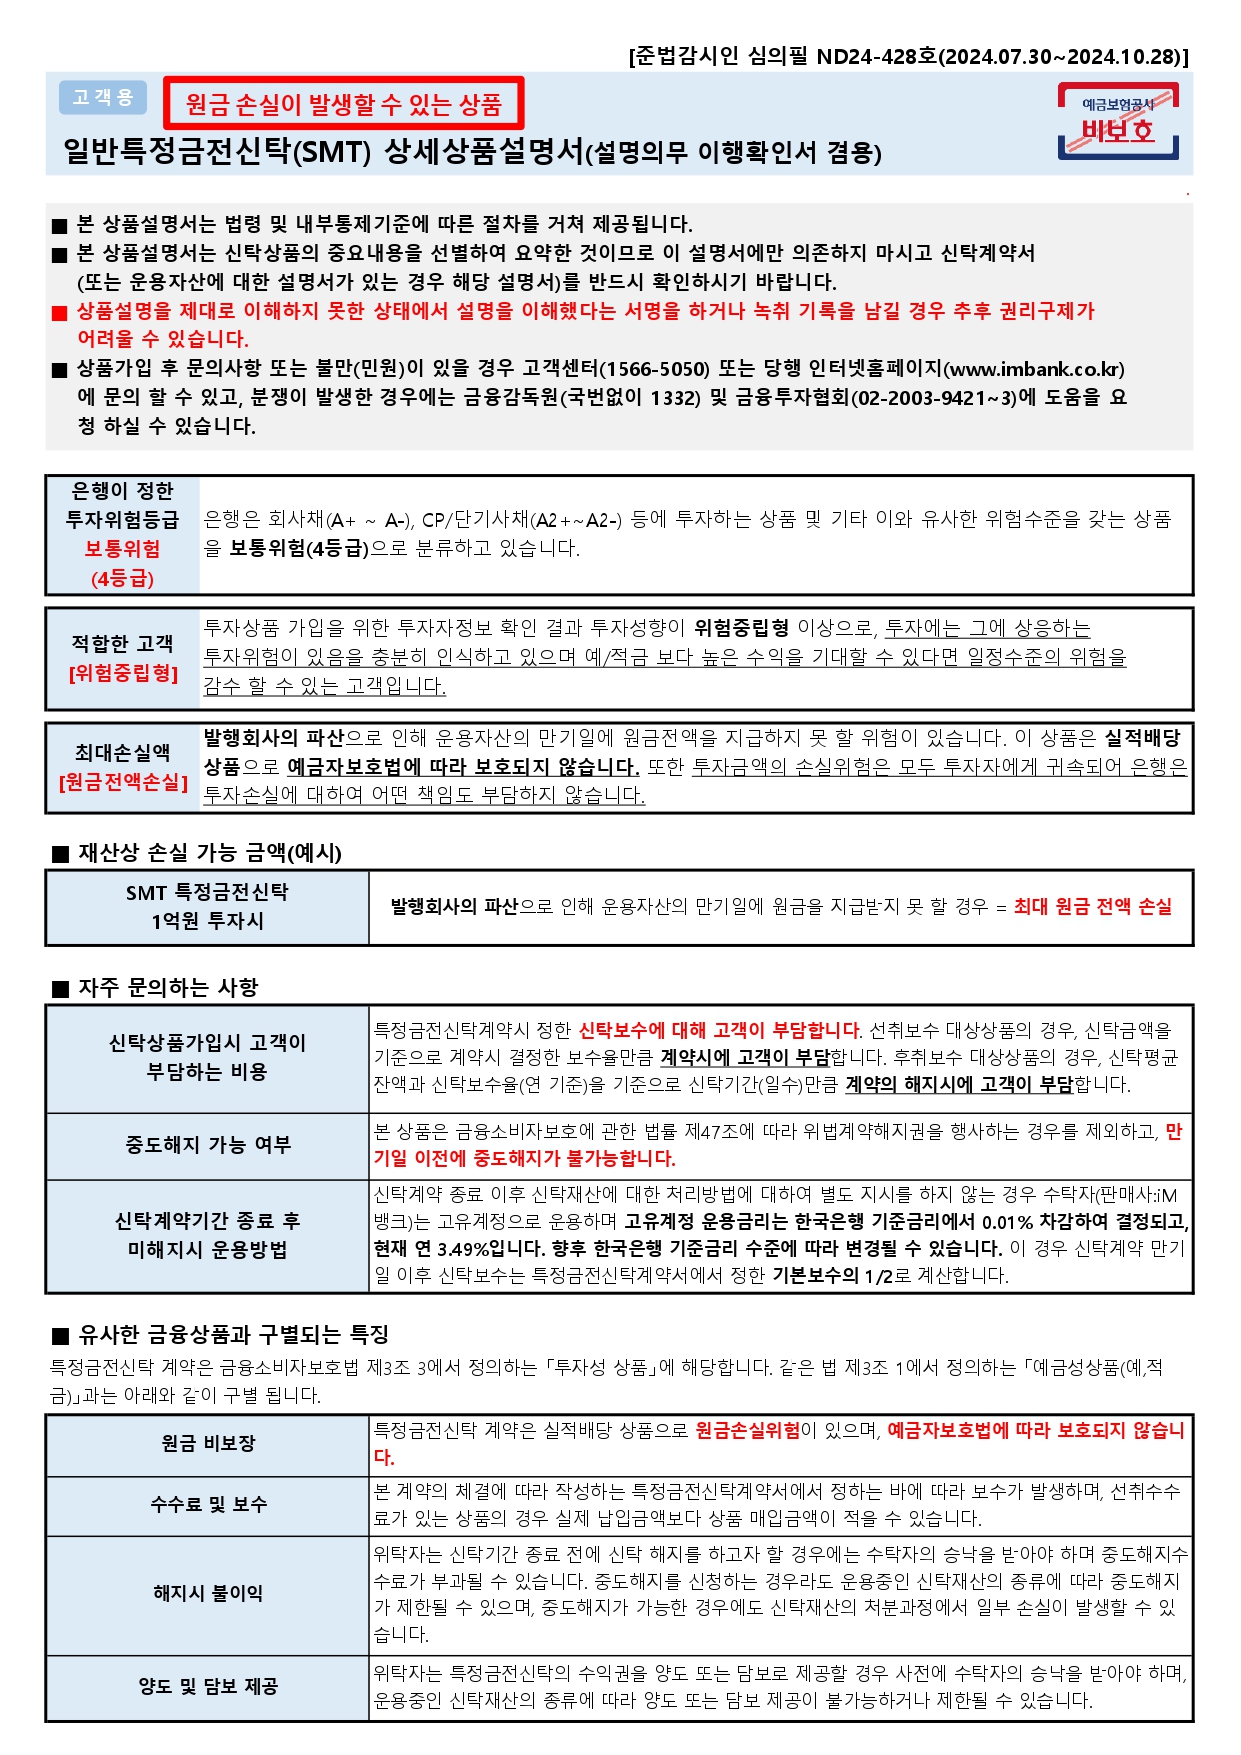 [준법감시인 심의필 ND24-428호(2024.07.30~2024.10.28)]
고객용
원금 손실이 발생할 수 있는 상품
예금보험공사
비보호
일반특정금전신탁(SMT) 상세상품설명서(설명의무 이행확인서 겸용)
■ 본 상품설명서는 법령 및 내부통제기준에 따른 절차를 거쳐 제공됩니다.
■ 본 상품설명서는 신탁상품의 중요내용을 선별하여 요약한 것이므로 이 설명서에만 의존하지 마시고 신탁계약서
(또는 운용자산에 대한 설명서가 있는 경우 해당 설명서)를 반드시 확인하시기 바랍니다.
■ 상품설명을 제대로 이해하지 못한 상태에서 설명을 이해했다는 서명을 하거나 녹취 기록을 남길 경우 추후 권리구제가
어려울 수 있습니다.
■ 상품가입 후 문의사항 또는 불만(민원)이 있을 경우 고객센터(1566-5050) 또는 당행 인터넷홈페이지(www.imbank.co.kr)
에 문의 할 수 있고, 분쟁이 발생한 경우에는 금융감독원(국번없이 1332) 및 금융투자협회(02-2003-9421~3)에 도움을 요
청 하실 수 있습니다.
은행이 정한
투자위험등급
보통위험
(4등급)
은행은 회사채(A+ ~ A-), CP/단기사채(A2+~A2-) 등에 투자하는 상품 및 기타 이와 유사한 위험수준을 갖는 상품
을 보통위험(4등급)으로 분류하고 있습니다.
적합한 고객
[위험중립형]
투자상품 가입을 위한 투자자정보 확인 결과 투자성향이 위험중립형 이상으로, 투자에는 그에 상응하는
투자위험이 있음을 충분히 인식하고 있으며 예/적금 보다 높은 수익을 기대할 수 있다면 일정수준의 위험을
감수 할 수 있는 고객입니다.
최대손실액
[원금전액손실]
발행회사의 파산으로 인해 운용자산의 만기일에 원금전액을 지급하지 못 할 위험이 있습니다. 이 상품은 실적배당
상품으로 예금자보호법에 따라 보호되지 않습니다. 또한 투자금액의 손실위험은 모두 투자자에게 귀속되어 은행은
투자손실에 대하여 어떤 책임도 부담하지 않습니다.
■ 재산상 손실 가능 금액(예시)
SMT 특정금전신탁
1억원 투자시
발행회사의 파산으로 인해 운용자산의 만기일에 원금을 지급받지 못 할 경우 = 최대 원금 전액 손실
■ 자주 문의하는 사항
신탁상품가입시 고객이
부담하는 비용
특정금전신탁계약시 정한 신탁보수에 대해 고객이 부담합니다. 선취보수 대상상품의 경우, 신탁금액을
기준으로 계약시 결정한 보수율만큼 계약시에 고객이 부담합니다. 후취보수 대상상품의 경우, 신탁평균
잔액과 신탁보수율(연 기준)을 기준으로 신탁기간(일수)만큼 계약의 해지시에 고객이 부담합니다.
중도해지 가능 여부
본 상품은 금융소비자보호에 관한 법률 제47조에 따라 위법계약해지권을 행사하는 경우를 제외하고, 만
기일 이전에 중도해지가 불가능합니다.
신탁계약기간 종료 후
미해지시 운용방법
신탁계약 종료 이후 신탁재산에 대한 처리방법에 대하여 별도 지시를 하지 않는 경우 수탁자(판매사:iM
뱅크)는 고유계정으로 운용하며 고유계정 운용금리는 한국은행 기준금리에서 0.01% 차감하여 결정되고,
현재 연 3.49%입니다. 향후 한국은행 기준금리 수준에 따라 변경될 수 있습니다. 이 경우 신탁계약 만기
일 이후 신탁보수는 특정금전신탁계약서에서 정한 기본보수의 1/2로 계산합니다.
■ 유사한 금융상품과 구별되는 특징
특정금전신탁 계약은 금융소비자보호법 제3조 3에서 정의하는 「투자성 상품」에 해당합니다. 같은 법 제3조 1에서 정의하는 「예금성상품(예,적
금)」과는 아래와 같이 구별 됩니다.
원금 비보장
특정금전신탁 계약은 실적배당 상품으로 원금손실위험이 있으며, 예금자보호법에 따라 보호되지 않습니
다.
수수료 및 보수
본 계약의 체결에 따라 작성하는 특정금전신탁계약서에서 정하는 바에 따라 보수가 발생하며, 선취수수
료가 있는 상품의 경우 실제 납입금액보다 상품 매입금액이 적을 수 있습니다.
해지시 불이익
위탁자는 신탁기간 종료 전에 신탁 해지를 하고자 할 경우에는 수탁자의 승낙을 받아야 하며 중도해지수
수료가 부과될 수 있습니다. 중도해지를 신청하는 경우라도 운용중인 신탁재산의 종류에 따라 중도해지
가 제한될 수 있으며, 중도해지가 가능한 경우에도 신탁재산의 처분과정에서 일부 손실이 발생할 수 있
습니다.
양도 및 담보 제공
위탁자는 특정금전신탁의 수익권을 양도 또는 담보로 제공할 경우 사전에 수탁자의 승낙을 받아야 하며,
운용중인 신탁재산의 종류에 따라 양도 또는 담보 제공이 불가능하거나 제한될 수 있습니다.